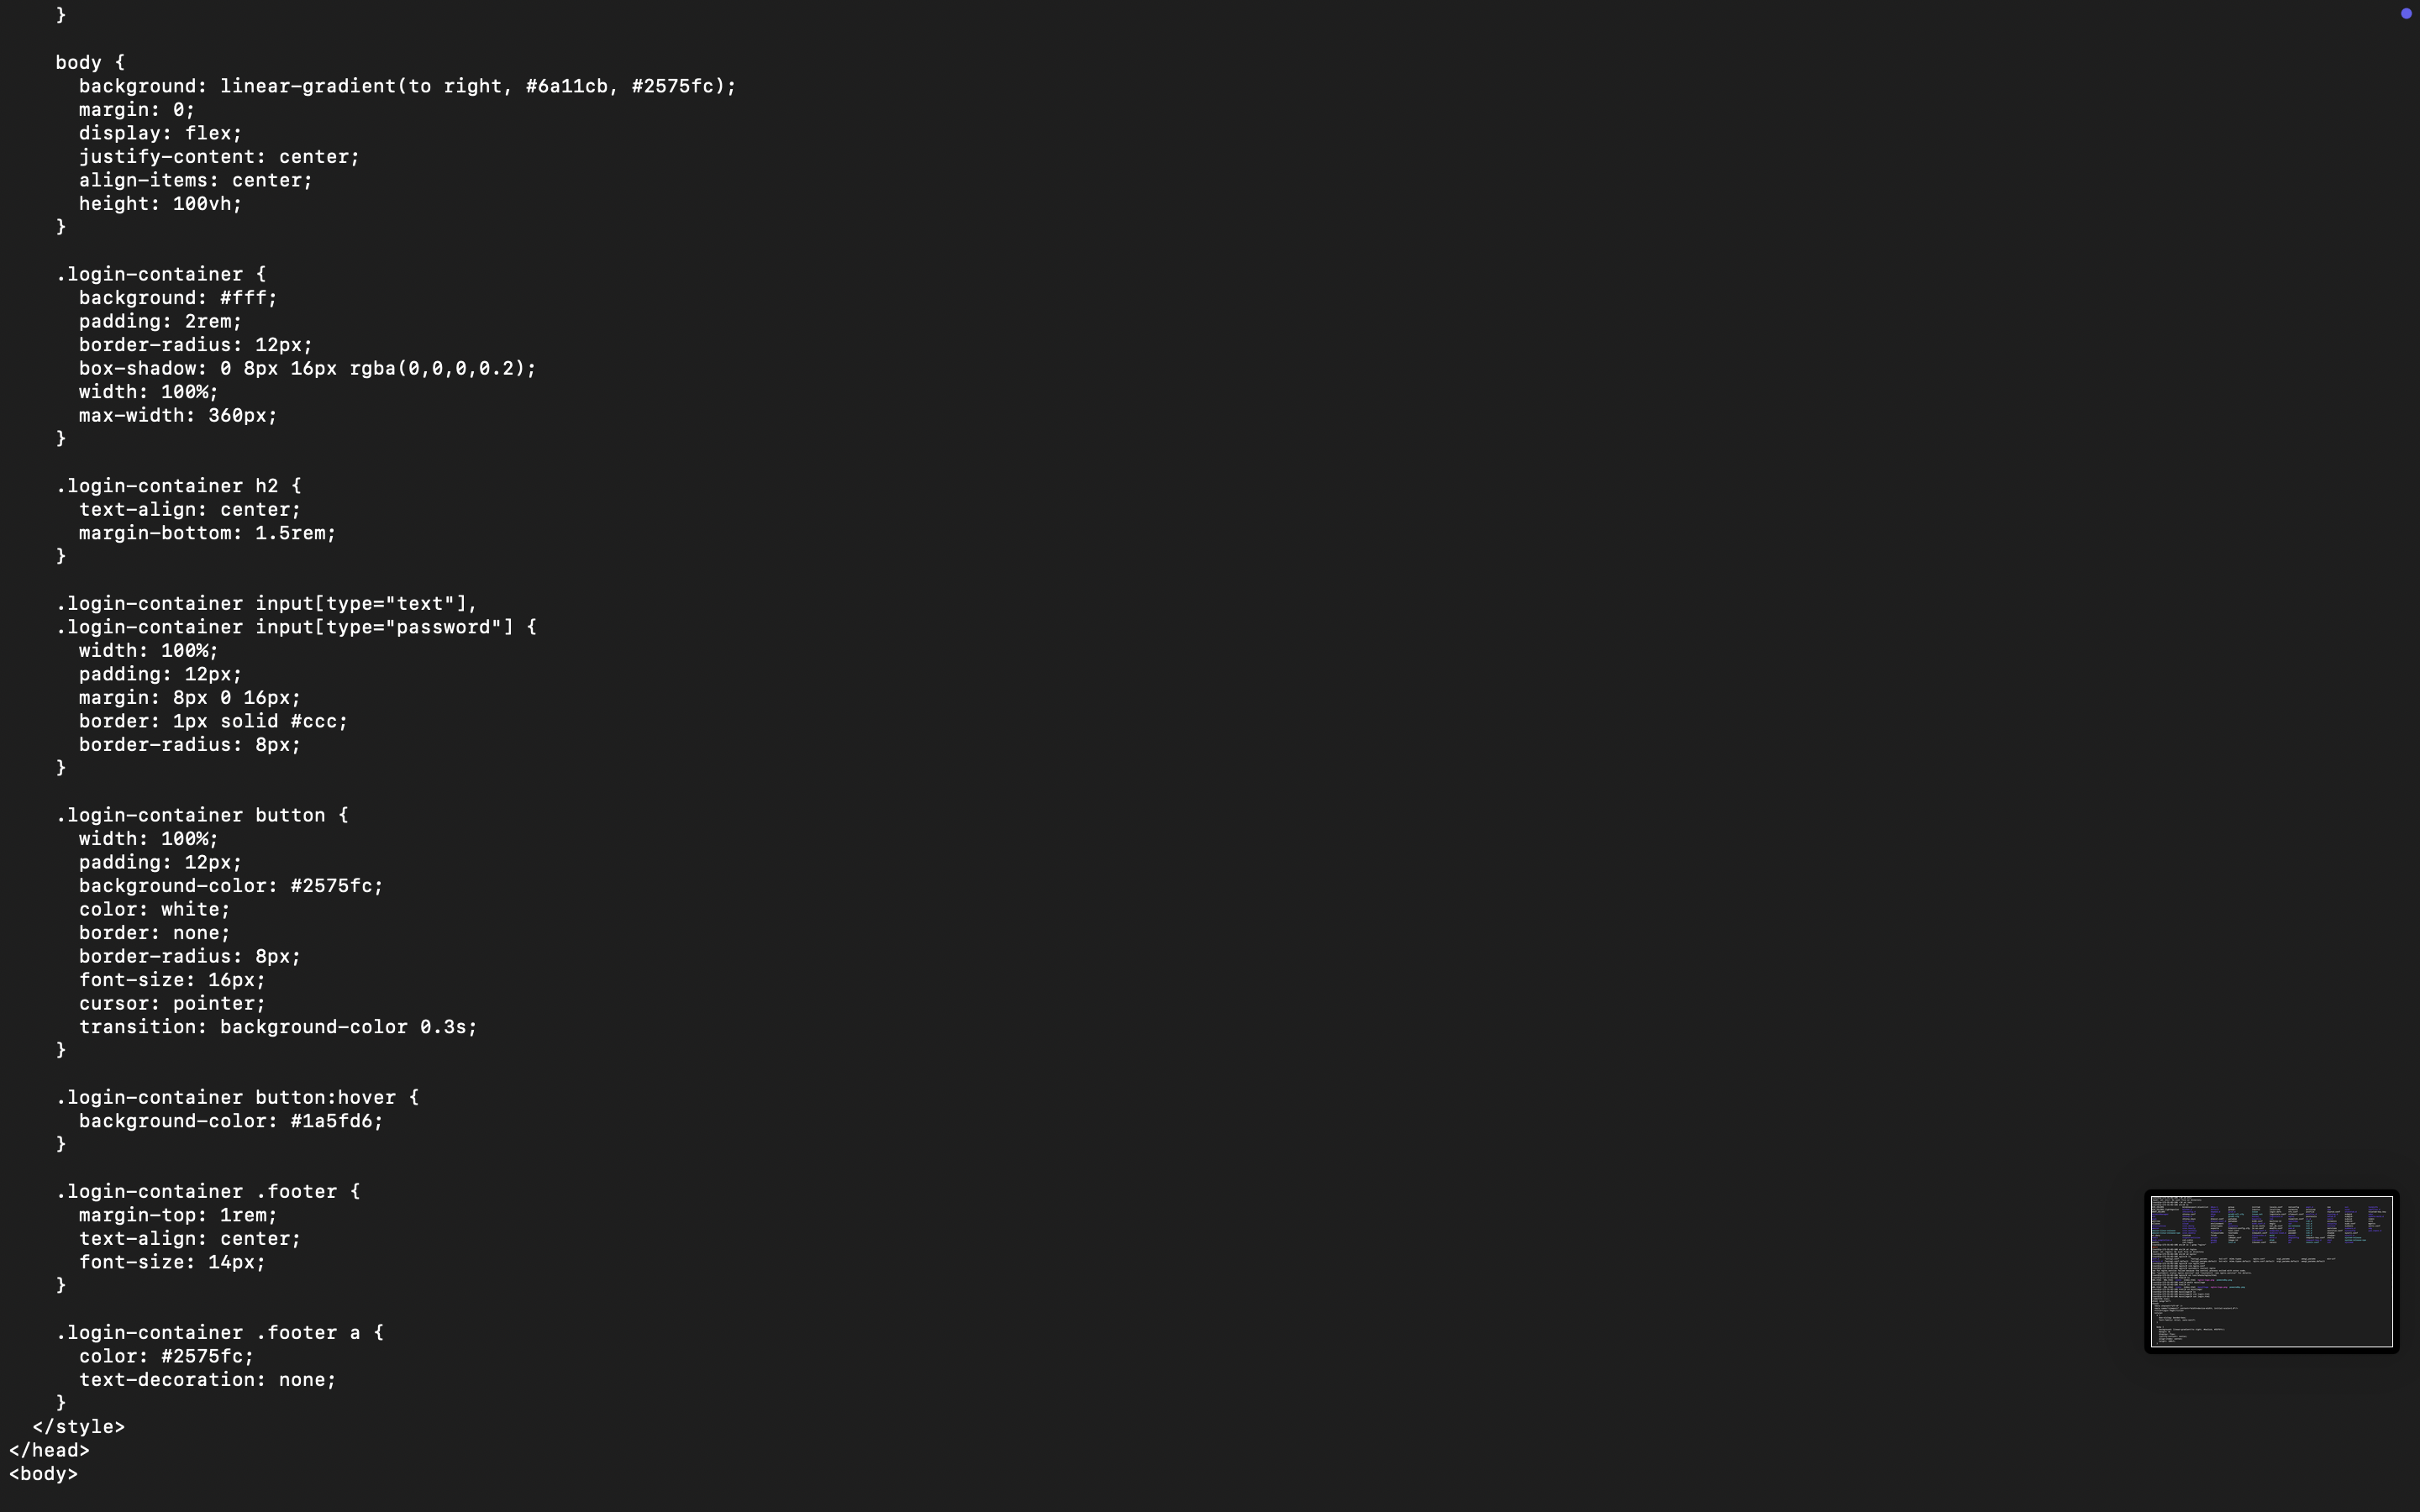 }
body {
background: linear-gradient(to right, #6a11cb, #2575fc);
margin: 0;
display: flex;
justify-content: center;
align-items: center;
height: 100vh;
}
.login-container {
background: #fff;
padding: 2rem;
border-radius: 12px;
box-shadow: 0 8px 16px rgba(0,0,0,0.2);
width: 100%;
max-width: 360px;
}
.login-container h2 {
text-align: center;
margin-bottom: 1.5rem;
}
.login-container input[type="text"],
.login-container input[type="password"] {
width: 100%;
padding: 12px;
margin: 8px 0 16px;
border: 1px solid #ccc;
border-radius: 8px;
}
.login-container button {
width: 100%;
padding: 12px;
background-color: #2575fc;
color: white;
border: none;
border-radius: 8px;
font-size: 16px;
cursor: pointer;
transition: background-color 0.3s;
}
.login-container button:hover {
background-color: #1a5fd6;
}
.login-container .footer {
margin-top: 1rem;
text-align: center;
font-size: 14px;
}
.login-container .footer a {
color: #2575fc;
text-decoration: none;
}
</style>
</head>
<body>